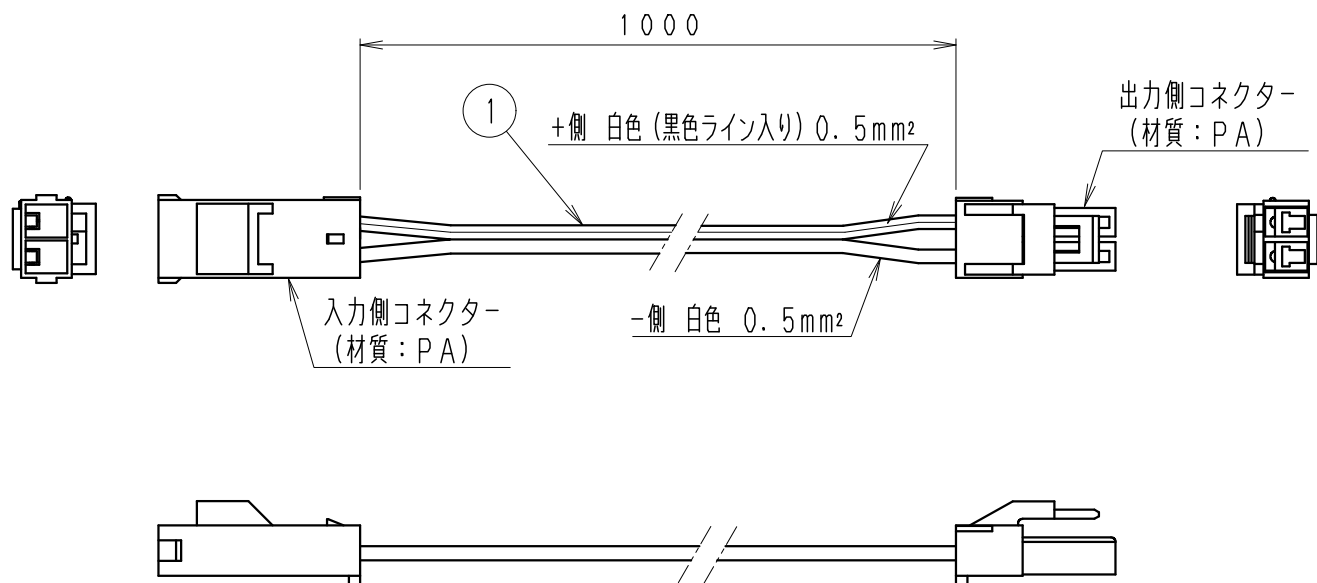 1000
①
+側 白色(黒色ライン入り)0.5mm²
出力側コネクター
(材質:PA)
入力側コネクター
(材質:PA)
-側 白色 0.5mm²